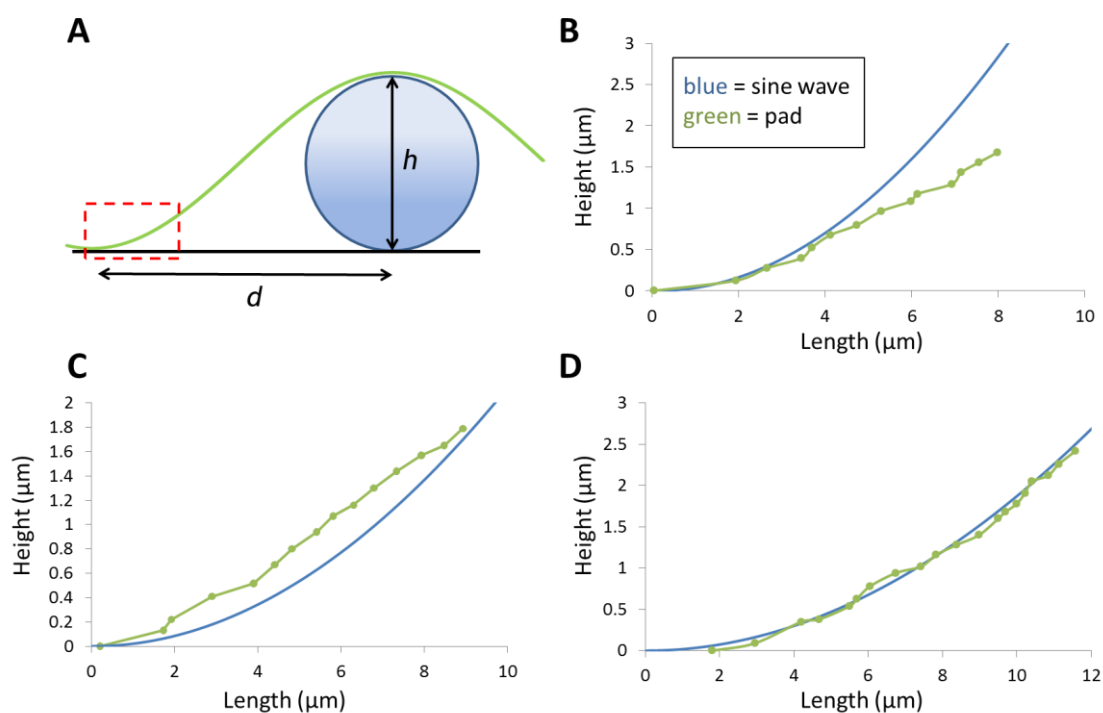 A
h
d
B
blue = sine wave
green = pad
Height (µm)
3
2.5
2
1.5
1
0.5
0
0 2 4 6 8 10
Length (µm)
C
Height (µm)
2
1.8
1.6
1.4
1.2
1
0.8
0.6
0.4
0.2
0
0 2 4 6 8 10
Length (µm)
D
Height (µm)
3
2.5
2
1.5
1
0.5
0
0 2 4 6 8 10 12
Length (µm)